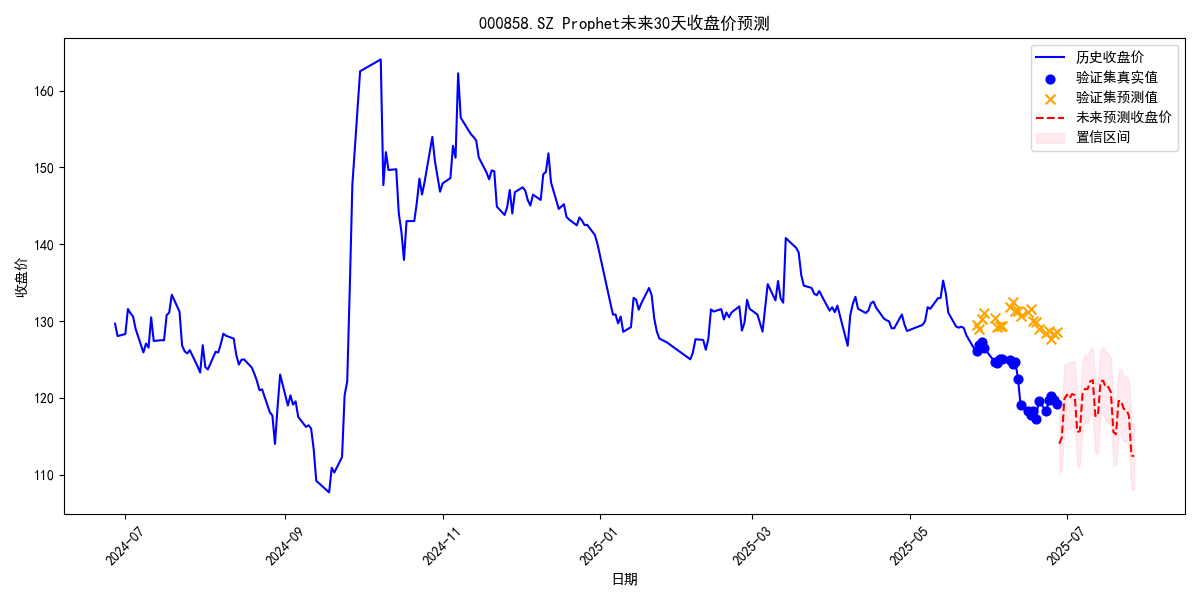 000858.SZ Prophet未来30天收盘价预测
历史收盘价
验证集真实值
验证集预测值
未来预测收盘价
置信区间
收盘价
160
150
140
130
120
110
2024-07
2024-09
2024-11
2025-01
2025-03
2025-05
2025-07
日期